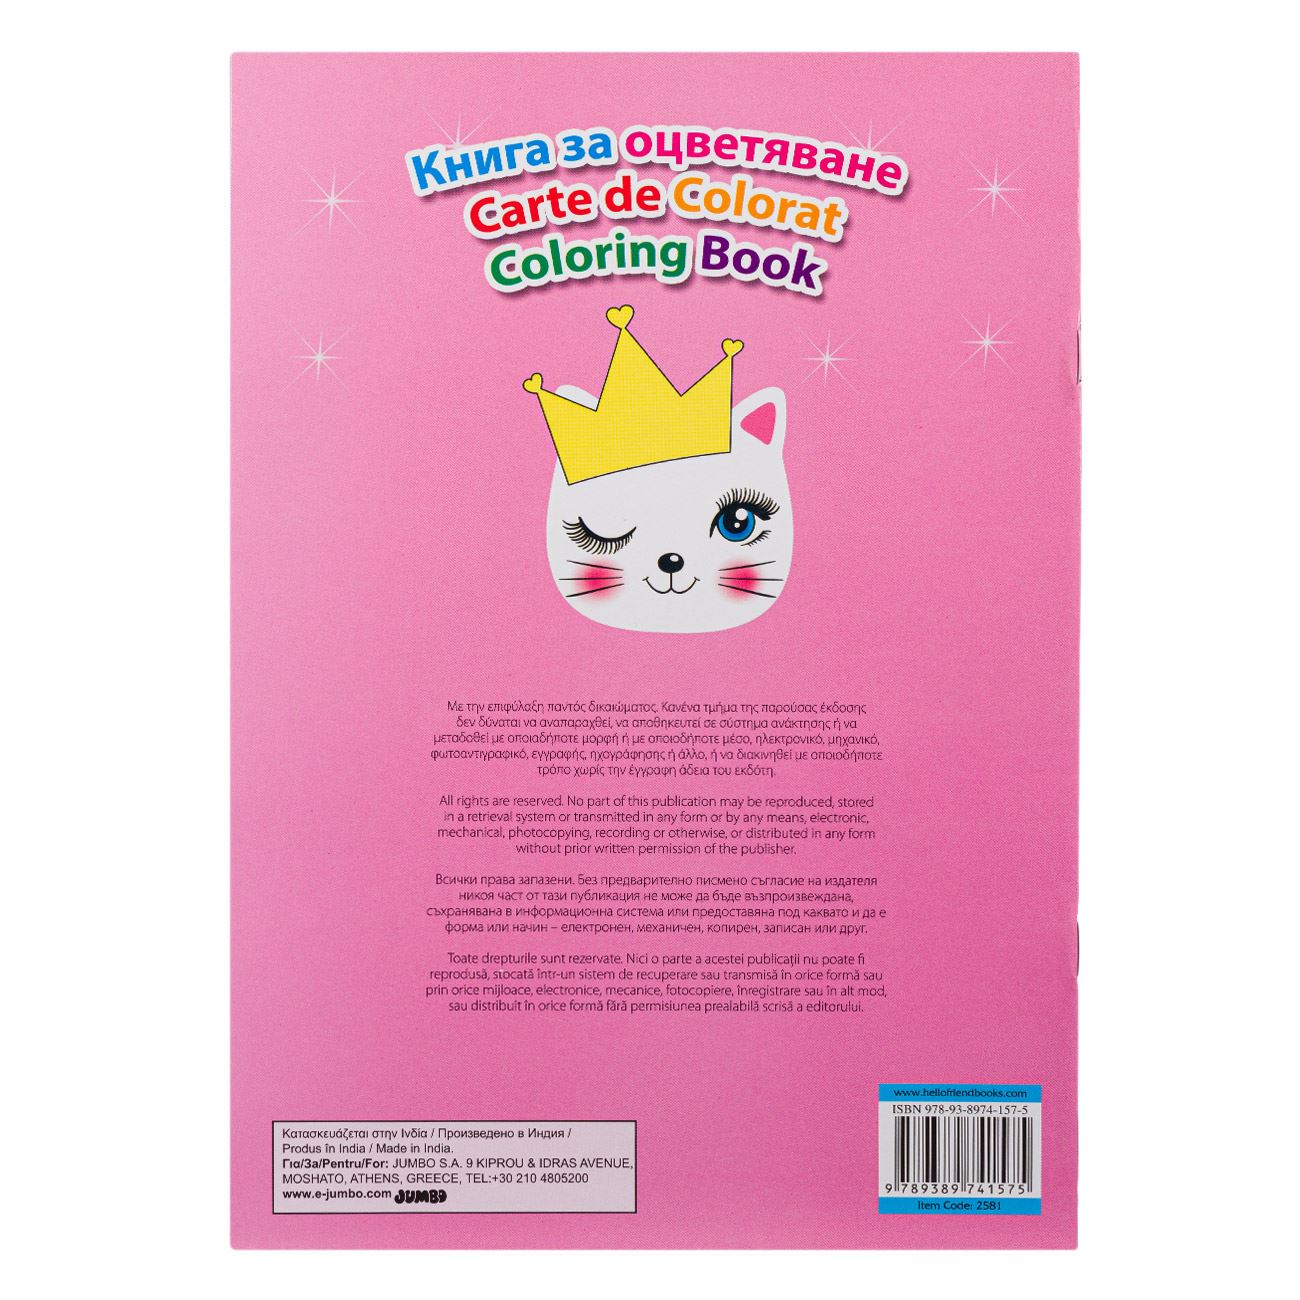 Книга за оцветяване
Carte de Colorat
Coloring Book
Με την επιφύλαξη παντός δικαιώματος. Κανένα τμήμα της παρούσας έκδοσης
δεν δύναται να αναπαραχθεί, να αποθηκευτεί σε σύστημα ανάκτησης ή να
μεταδοθεί με οποιαδήποτε μορφή ή με οποιοδήποτε μέσο, ηλεκτρονικό, μηχανικό,
φωτοαντιγραφικό, εγγραφής, ηχογράφησης ή άλλο, ή να διακινηθεί με οποιοδήποτε
τρόπο χωρίς την έγγραφη άδεια του εκδότη.
All rights are reserved. No part of this publication may be reproduced, stored
in a retrieval system or transmitted in any form or by any means, electronic,
mechanical, photocopying, recording or otherwise, or distributed in any form
without prior written permission of the publisher.
Всички права запазени. Без предварително писмено съгласие на издателя
никоя част от тази публикация не може да бъде възпроизвеждана,
съхранявана в информационна система или предоставяна под каквато и да е
форма или начин – електронен, механичен, копирен, записан или друг.
Toate drepturile sunt rezervate. Nici o parte a acestei publicații nu poate fi
reprodusă, stocată într-un sistem de recuperare sau transmisă în orice formă sau
prin orice mijloace, electronice, mecanice, fotocopiere, înregistrare sau în alt mod,
sau distribuit în orice formă fără permisiunea prealabilă scrisă a editorului.
Κατασκευάζεται στην Ινδία / Произведено в Индия /
Produs în India / Made in India.
Για/За/Pentru/For: JUMBO S.A. 9 KIPROU & IDRAS AVENUE,
MOSHATO, ATHENS, GREECE, TEL:+30 210 4805200
www.e-jumbo.com JUMBO
www.hellofriendbooks.com
ISBN 978-93-8974-157-5
9 789389 741575
Item Code: 2581